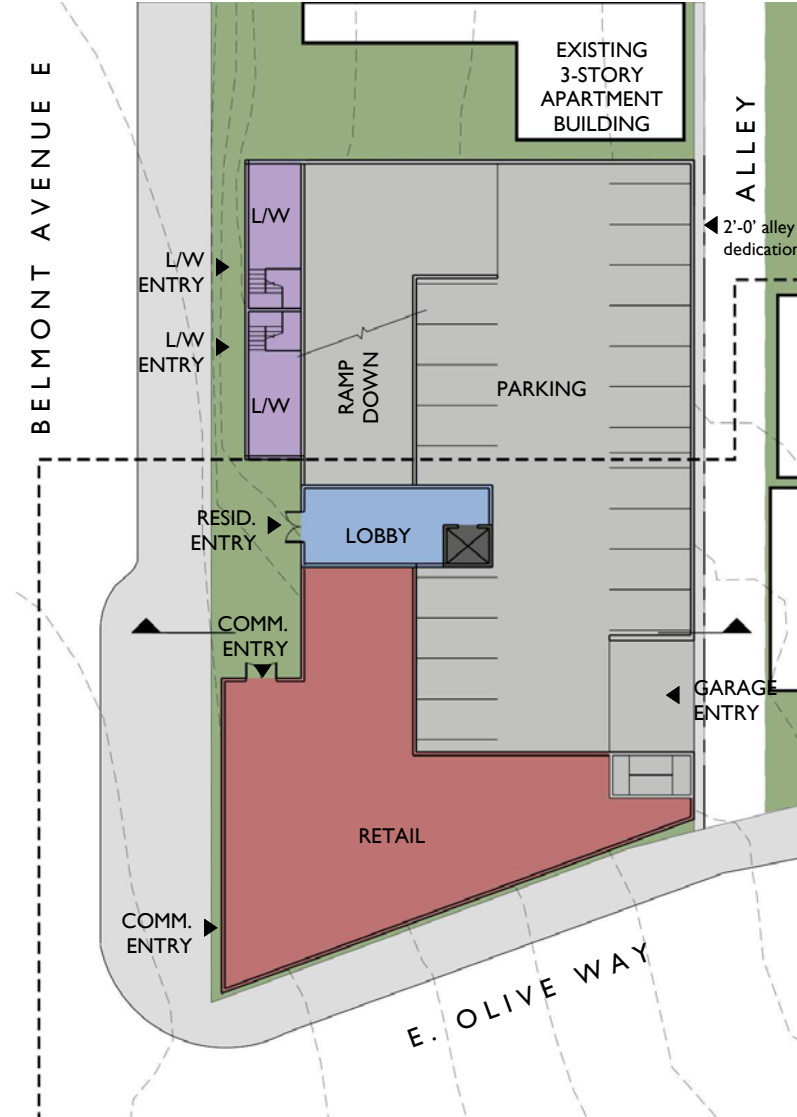 BELMONT AVENUE E
EXISTING
3-STORY
APARTMENT
BUILDING
ALLEY
2'-0' alley
dedication
L/W
L/W
ENTRY
L/W
ENTRY
L/W
RAMP
DOWN
PARKING
RESID.
ENTRY
LOBBY
COMM.
ENTRY
GARAGE
ENTRY
RETAIL
COMM.
ENTRY
E. OLIVE WAY